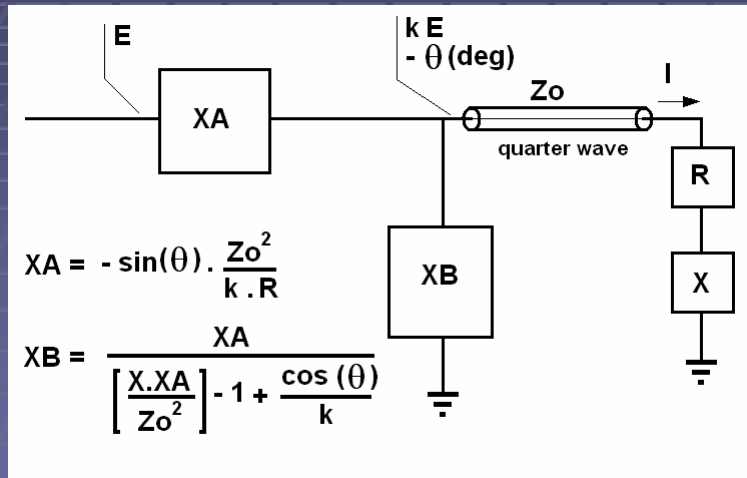 E
k E
- θ (deg)
I
Zo
XA
quarter wave
R
XB
X
XA = - sin(θ) . Zo² / k . R
XB = XA / [X.XA / Zo²] - 1 + cos (θ) / k